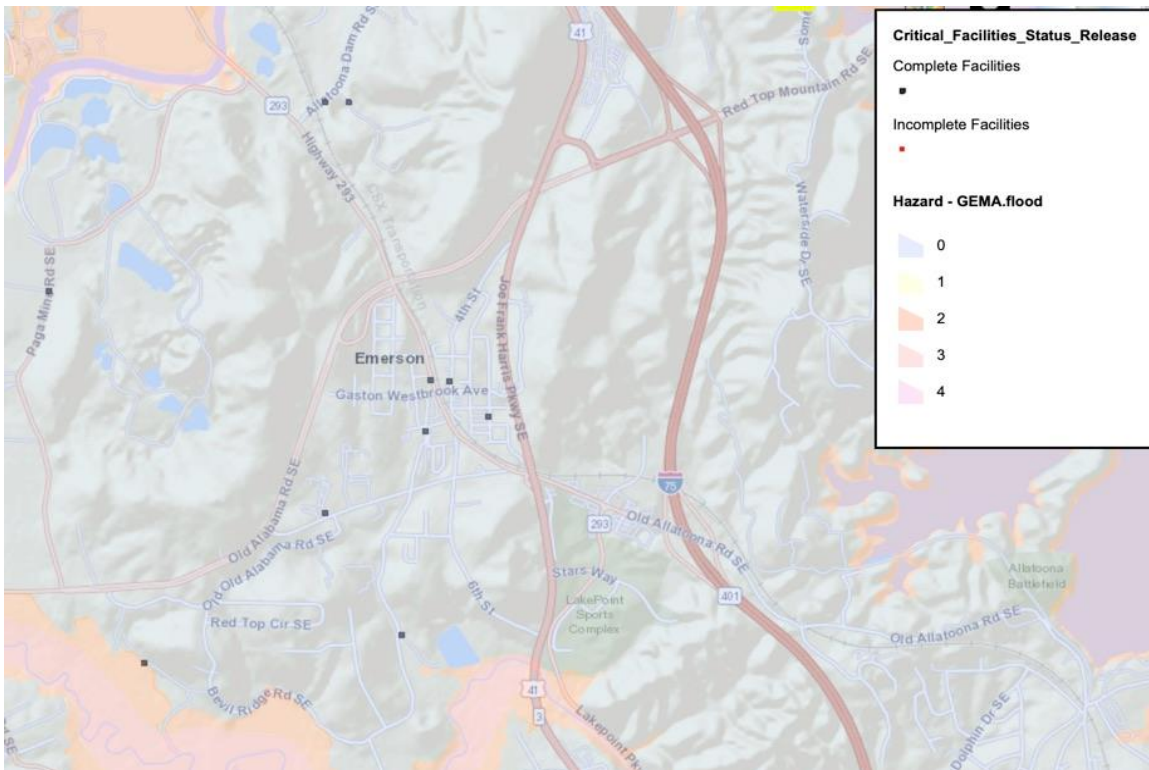 41
Allatoona Dam Rd SE
293
Highway 293
CSX Transportation
Red Top Mountain Rd SE
Waterside Dr SE
Paga Mine Rd SE
4th St
Joe Frank Harris Pkwy SE
Emerson
Gaston Westbrook Ave
75
Old Alabama Rd SE
Old Old Alabama Rd SE
293
Old Allatoona Rd SE
Stars Way
6th St
LakePoint
Sports
Complex
401
Allatoona
Battlefield
Old Allatoona Rd SE
Red Top Cir SE
Bevil Ridge Rd SE
41
3
Lakepoint Pkwy
Dolphin Dr SE
Critical_Facilities_Status_Release
Complete Facilities
Incomplete Facilities
Hazard - GEMA.flood
0
1
2
3
4